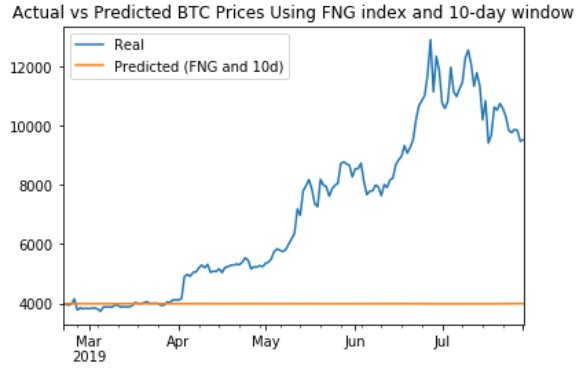 Actual vs Predicted BTC Prices Using FNG index and 10-day window
Real
Predicted (FNG and 10d)
12000
10000
8000
6000
4000
Mar Apr May Jun Jul
2019